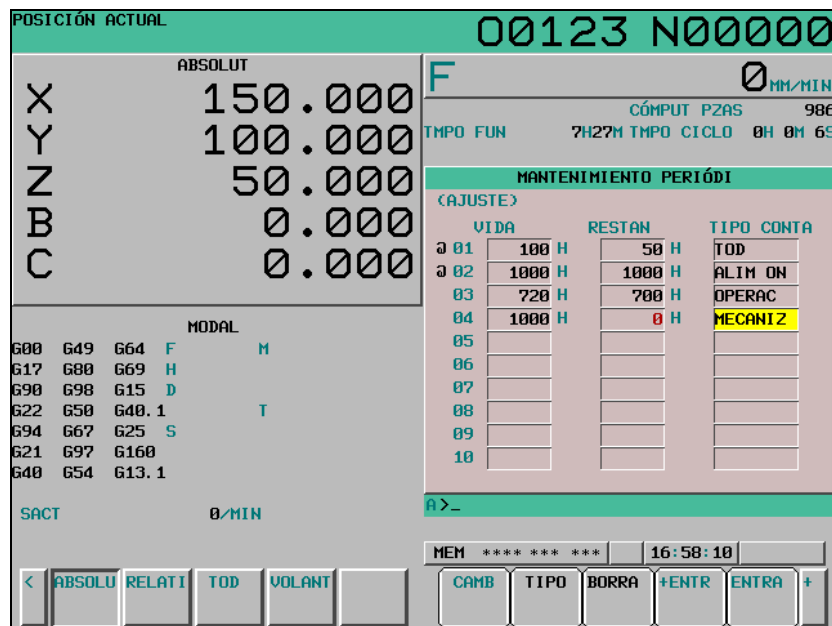 POSICIÓN ACTUAL
O0123 N00000
ABSOLUT
X 150.000
Y 100.000
Z 50.000
B 0.000
C 0.000
F 0 MM/MIN
CÓMPUT PZAS 986
TMPO FUN 7H27M TMPO CICLO 0H 0M 6S
MANTENIMIENTO PERIÓDI
(AJUSTE)
VIDA RESTAN TIPO CONTA
@ 01 100 H 50 H TOD
@ 02 1000 H 1000 H ALIM ON
03 720 H 700 H OPERAC
04 1000 H 0 H MECANIZ
05
06
07
08
09
10
MODAL
G00 G49 G64 F M
G17 G80 G69 H
G90 G98 G15 D
G22 G50 G40.1 T
G94 G67 G25 S
G21 G97 G160
G40 G54 G13.1
SACT 0/MIN
A>_
MEM **** *** *** 16:58:10
< ABSOLU RELATI TOD VOLANT
CAMB TIPO BORRA +ENTR ENTRA +